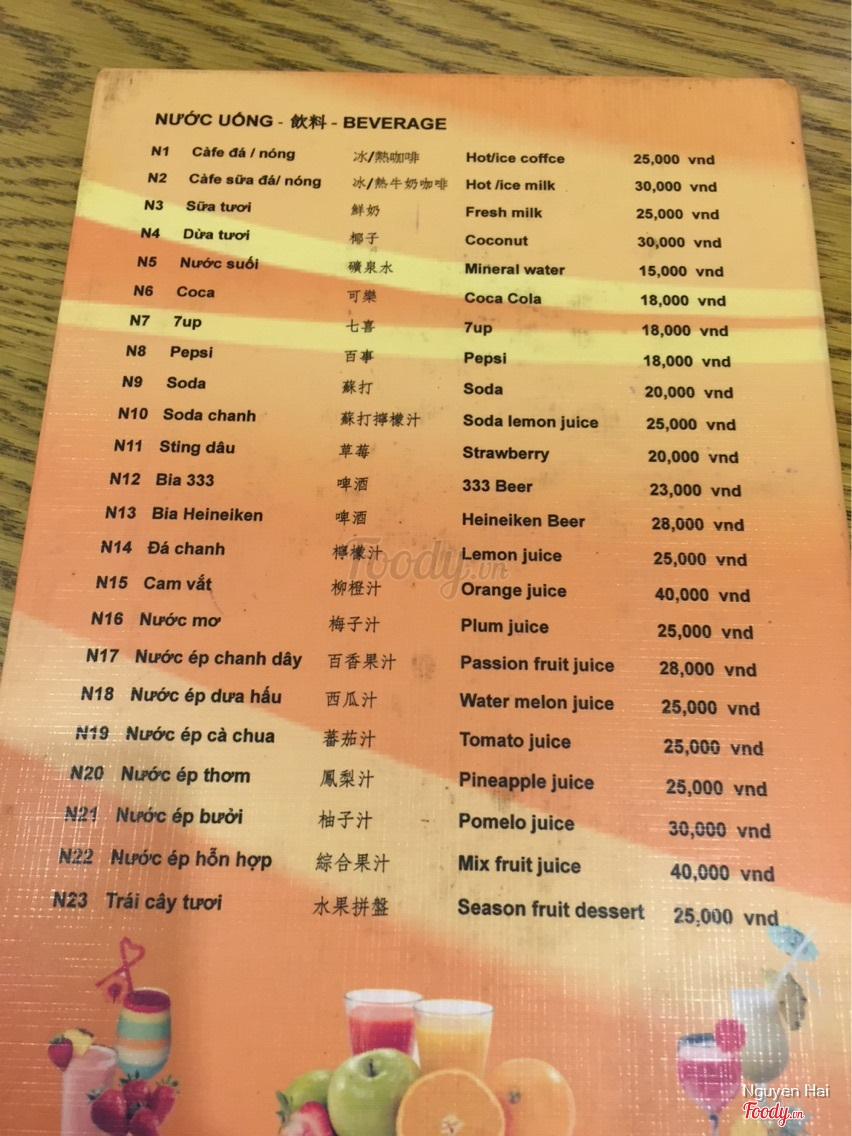 NƯỚC UỐNG - 飲料 - BEVERAGE
N1 Càfe đá / nóng 冰/熱咖啡 Hot/ice coffce 25,000 vnd
N2 Càfe sữa đá/ nóng 冰/熱牛奶咖啡 Hot /ice milk 30,000 vnd
N3 Sữa tươi 鮮奶 Fresh milk 25,000 vnd
N4 Dừa tươi 椰子 Coconut 30,000 vnd
N5 Nước suối 礦泉水 Mineral water 15,000 vnd
N6 Coca 可樂 Coca Cola 18,000 vnd
N7 7up 七喜 7up 18,000 vnd
N8 Pepsi 百事 Pepsi 18,000 vnd
N9 Soda 蘇打 Soda 20,000 vnd
N10 Soda chanh 蘇打擰檬汁 Soda lemon juice 25,000 vnd
N11 Sting dâu 草莓 Strawberry 20,000 vnd
N12 Bia 333 啤酒 333 Beer 23,000 vnd
N13 Bia Heineiken 啤酒 Heineiken Beer 28,000 vnd
N14 Đá chanh 檸檬汁 Lemon juice 25,000 vnd
N15 Cam vắt 柳橙汁 Orange juice 40,000 vnd
N16 Nước mơ 梅子汁 Plum juice 25,000 vnd
N17 Nước ép chanh dây 百香果汁 Passion fruit juice 28,000 vnd
N18 Nước ép dưa hấu 西瓜汁 Water melon juice 25,000 vnd
N19 Nước ép cà chua 蕃茄汁 Tomato juice 25,000 vnd
N20 Nước ép thơm 鳳梨汁 Pineapple juice 25,000 vnd
N21 Nước ép bưởi 柚子汁 Pomelo juice 30,000 vnd
N22 Nước ép hỗn hợp 綜合果汁 Mix fruit juice 40,000 vnd
N23 Trái cây tươi 水果拼盤 Season fruit dessert 25,000 vnd
Foody.vn
Nguyen Hai
Foody.vn